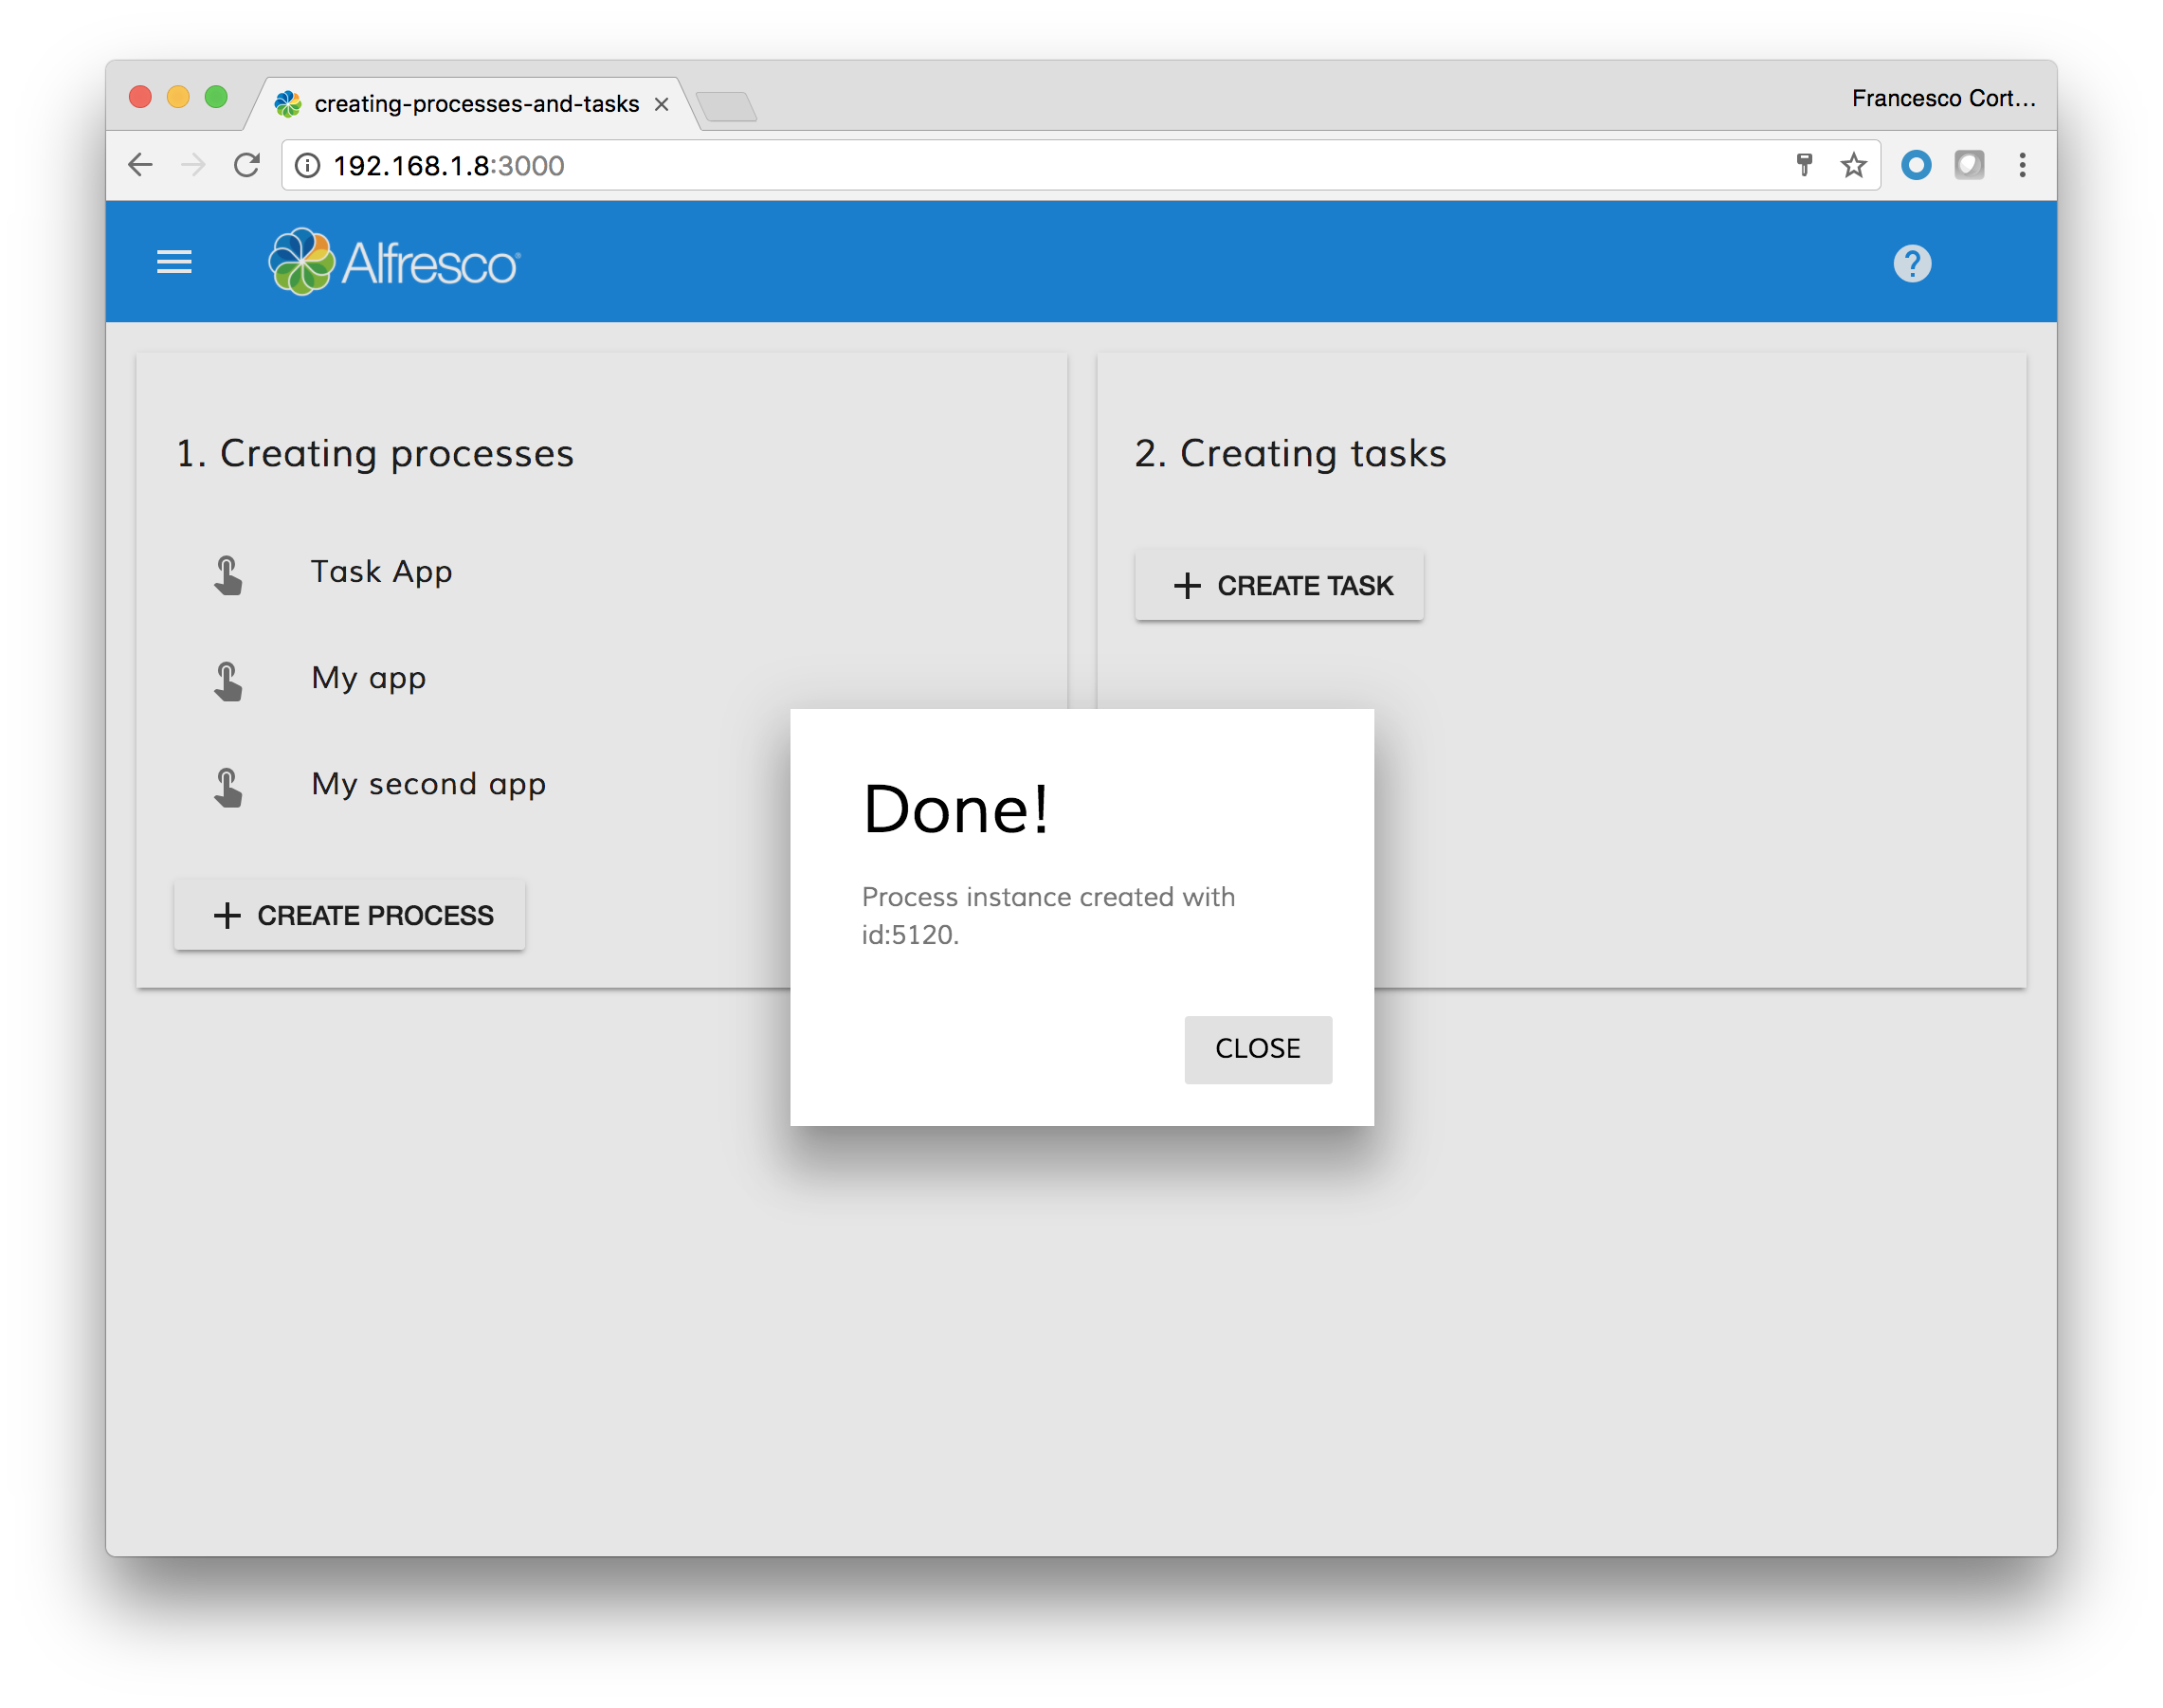 creating-processes-and-tasks
Francesco Cort...
192.168.1.8:3000
Alfresco
?
1. Creating processes
2. Creating tasks
Task App
+ CREATE TASK
My app
My second app
Done!
Process instance created with
id:5120.
+ CREATE PROCESS
CLOSE